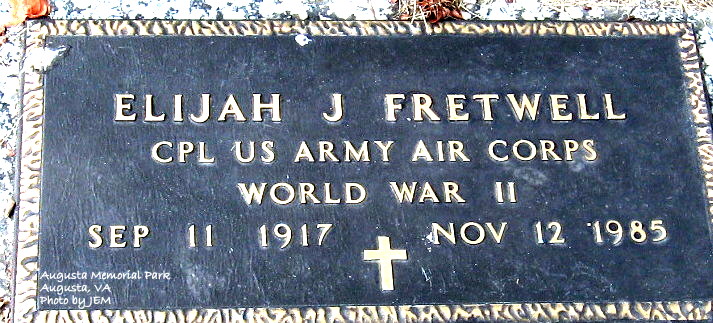 ELIJAH J FRETWELL
CPL US ARMY AIR CORPS
WORLD WAR II
SEP 11 1917 NOV 12 1985
Augusta Memorial Park
Augusta, VA
Photo by JEM